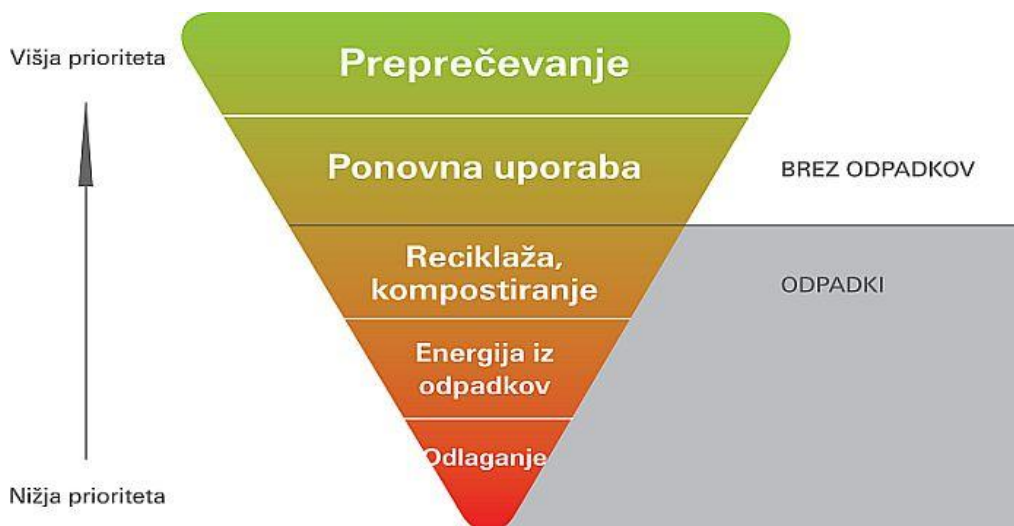 Višja prioriteta
Preprečevanje
Ponovna uporaba
BREZ ODPADKOV
Reciklaža,
kompostiranje
ODPADKI
Energija iz
odpadkov
Odlaganje
Nižja prioriteta